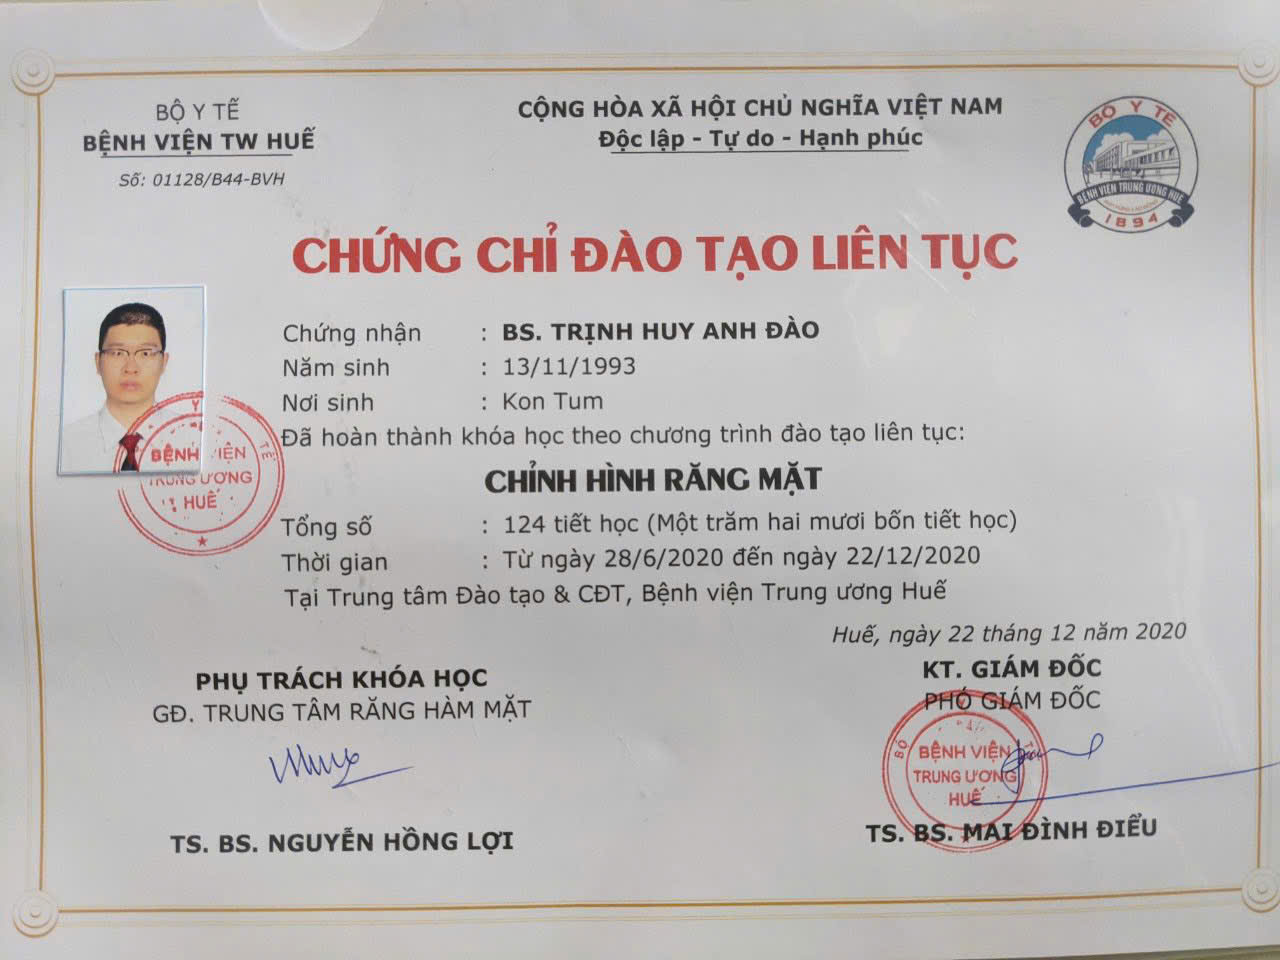 BỘ Y TẾ
BỆNH VIỆN TW HUẾ
Số: 01128/B44-BVH
CỘNG HÒA XÃ HỘI CHỦ NGHĨA VIỆT NAM
Độc lập - Tự do - Hạnh phúc
BỘ Y TẾ
BỆNH VIỆN TRUNG ƯƠNG HUẾ
1894
CHỨNG CHỈ ĐÀO TẠO LIÊN TỤC
Chứng nhận : BS. TRỊNH HUY ANH ĐÀO
Năm sinh : 13/11/1993
Nơi sinh : Kon Tum
Đã hoàn thành khóa học theo chương trình đào tạo liên tục:
CHỈNH HÌNH RĂNG MẶT
Tổng số : 124 tiết học (Một trăm hai mươi bốn tiết học)
Thời gian : Từ ngày 28/6/2020 đến ngày 22/12/2020
Tại Trung tâm Đào tạo & CĐT, Bệnh viện Trung ương Huế
Y TẾ
BỆNH VIỆN
TRUNG ƯƠNG
HUẾ
Huế, ngày 22 tháng 12 năm 2020
PHỤ TRÁCH KHÓA HỌC
GĐ. TRUNG TÂM RĂNG HÀM MẶT
TS. BS. NGUYỄN HỒNG LỢI
KT. GIÁM ĐỐC
PHÓ GIÁM ĐỐC
BỘ Y T
BỆNH VIỆN
TRUNG ƯƠNG
HUẾ
TS. BS. MAI ĐÌNH ĐIỂU